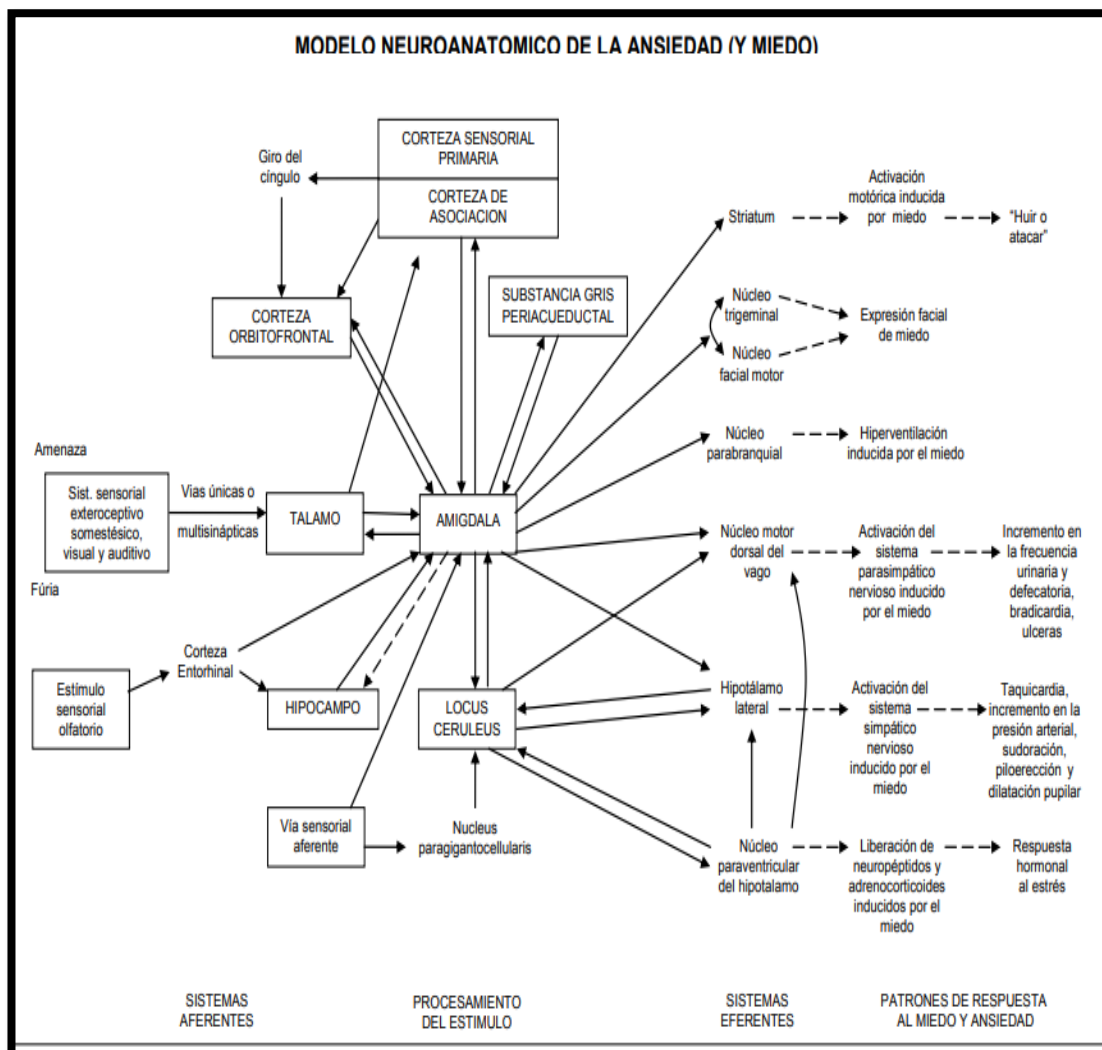 MODELO NEUROANATOMICO DE LA ANSIEDAD (Y MIEDO)
CORTEZA SENSORIAL
PRIMARIA
CORTEZA DE
ASOCIACION
Giro del
cíngulo
CORTEZA
ORBITOFRONTAL
SUBSTANCIA GRIS
PERIACUEDUCTAL
Striatum
Activación
motórica inducida
por miedo
"Huir o
atacar"
Núcleo
trigeminal
Núcleo
facial motor
Expresión facial
de miedo
Núcleo
parabranquial
Hiperventilación
inducida por el miedo
Amenaza
Sist. sensorial
exteroceptivo
somestésico,
visual y auditivo
Fúria
Vias únicas o
multisinápticas
TALAMO
AMIGDALA
Núcleo motor
dorsal del
vago
Activación del
sistema
parasimpático
nervioso inducido
por el miedo
Incremento en
la frecuencia
urinaria y
defecatoria,
bradicardia,
ulceras
Estímulo
sensorial
olfatorio
Corteza
Entorhinal
HIPOCAMPO
LOCUS
CERULEUS
Hipotálamo
lateral
Activación del
sistema
simpático
nervioso
inducido por el
miedo
Taquicardia,
incremento en la
presión arterial,
sudoración,
piloerección y
dilatación pupilar
Vía sensorial
aferente
Nucleus
paragigantocellularis
Núcleo
paraventricular
del hipotalamo
Liberación de
neuropéptidos y
adrenocorticoides
inducidos por el
miedo
Respuesta
hormonal
al estrés
SISTEMAS
AFERENTES
PROCESAMIENTO
DEL ESTIMULO
SISTEMAS
EFERENTES
PATRONES DE RESPUESTA
AL MIEDO Y ANSIEDAD